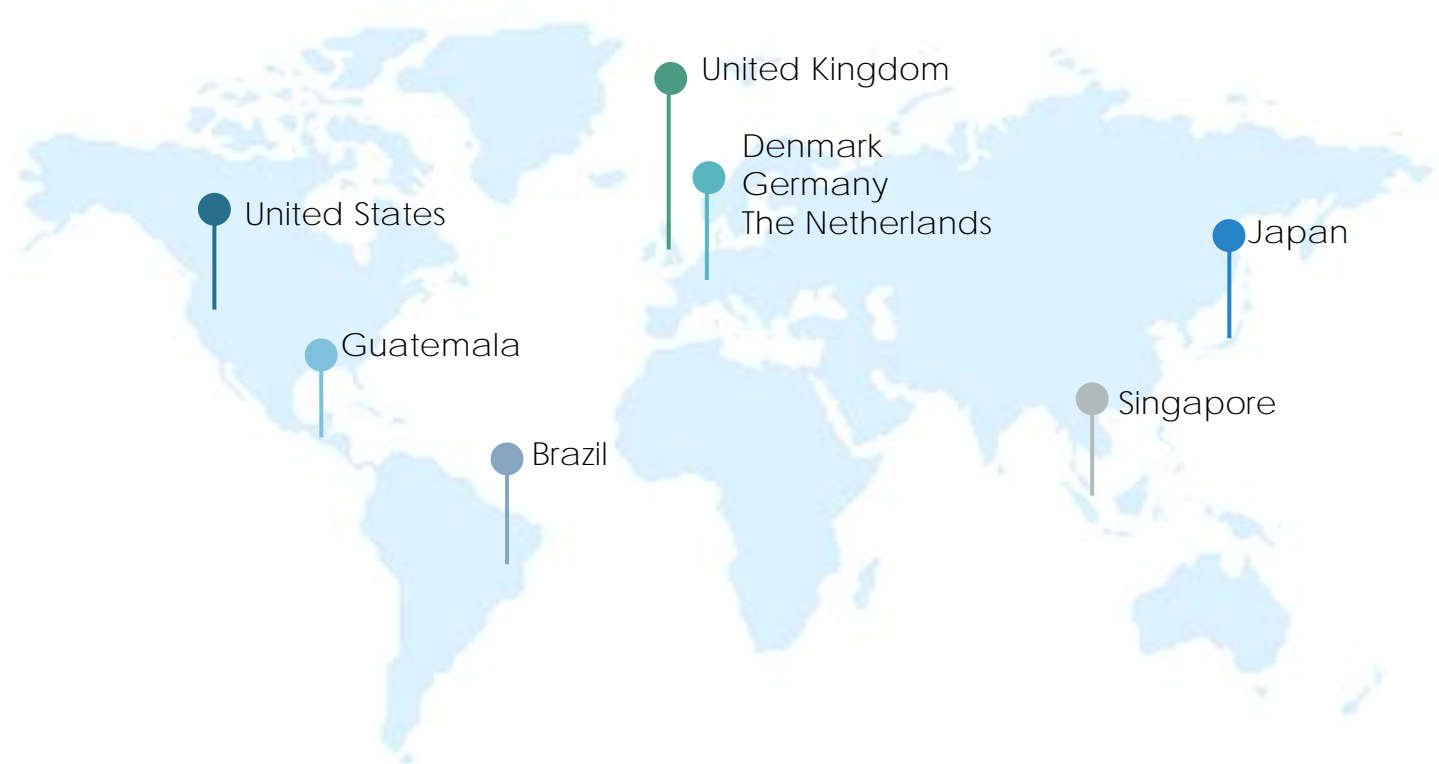 United Kingdom
Denmark
Germany
The Netherlands
United States
Japan
Guatemala
Singapore
Brazil